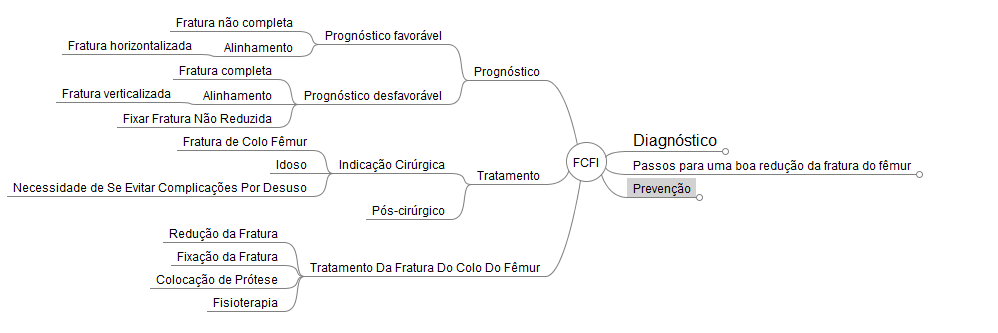 Fratura não completa
Prognóstico favorável
Fratura horizontalizada
Alinhamento
Fratura completa
Prognóstico
Fratura verticalizada
Alinhamento
Prognóstico desfavorável
Fixar Fratura Não Reduzida
Fratura de Colo Fêmur
Idoso
Indicação Cirúrgica
Necessidade de Se Evitar Complicações Por Desuso
Tratamento
Pós-cirúrgico
Redução da Fratura
Fixação da Fratura
Tratamento Da Fratura Do Colo Do Fêmur
Colocação de Prótese
Fisioterapia
FCFI
Diagnóstico
Passos para uma boa redução da fratura do fêmur
Prevenção